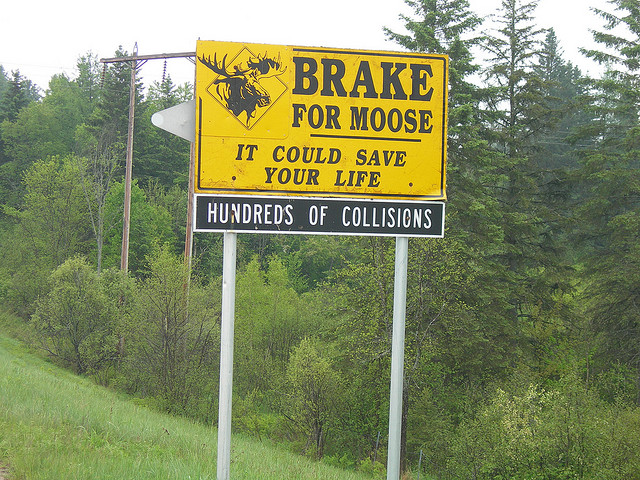 BRAKE
FOR MOOSE
IT COULD SAVE
YOUR LIFE
HUNDREDS OF COLLISIONS